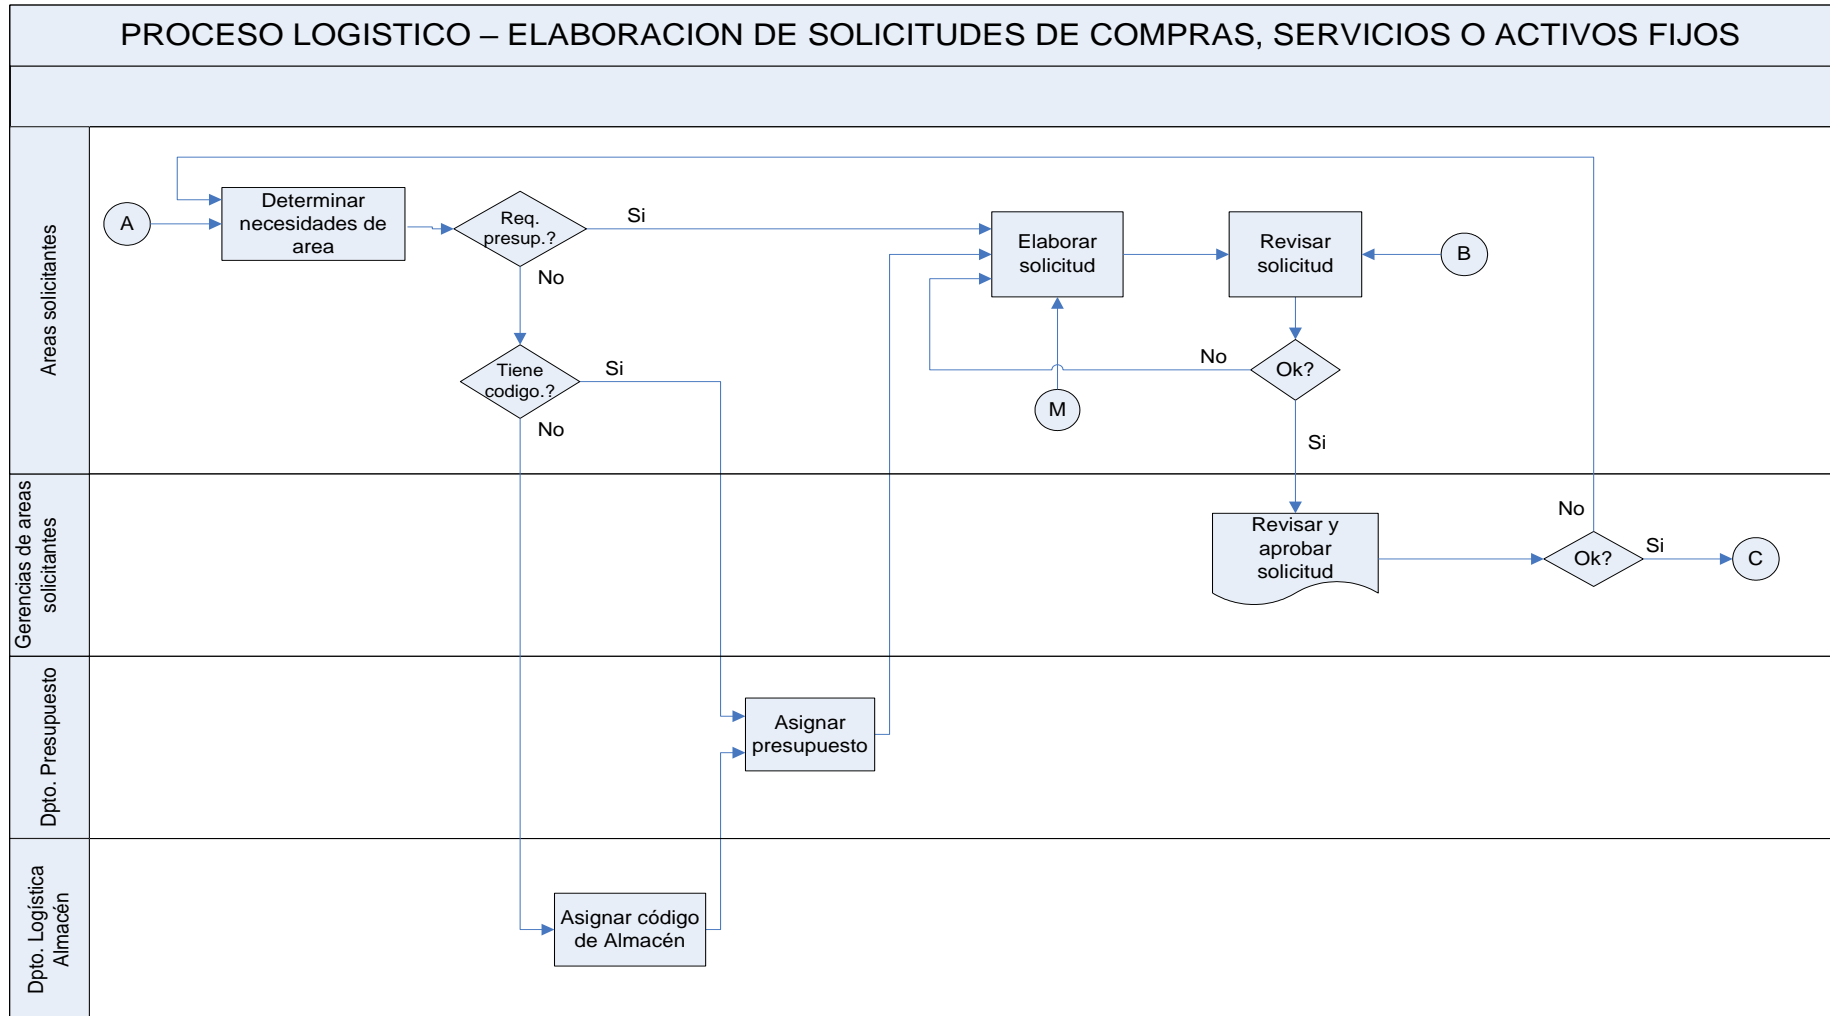 PROCESO LOGISTICO – ELABORACION DE SOLICITUDES DE COMPRAS, SERVICIOS O ACTIVOS FIJOS
Areas solicitantes
A
Determinar
necesidades de
area
Req.
presup.?
Si
No
Tiene
codigo.?
Si
No
Elaborar
solicitud
Revisar
solicitud
B
M
No
Ok?
Si
Gerencias de areas
solicitantes
Revisar y
aprobar
solicitud
No
Ok?
Si
C
Dpto. Presupuesto
Asignar
presupuesto
Dpto. Logística
Almacén
Asignar código
de Almacén